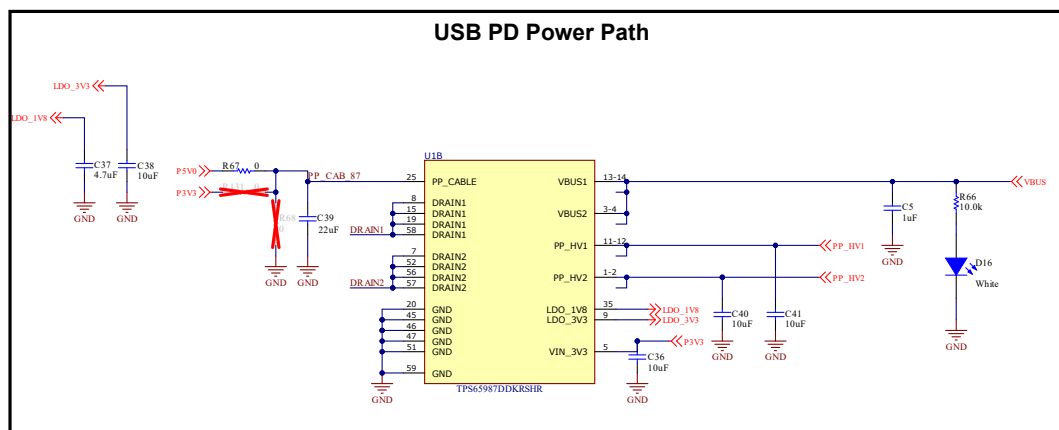 USB PD Power Path
LDO_3V3
LDO_1V8
C37
4.7uF
C38
10uF
GND
GND
P5V0
R67
0
P3V3
R131
0
R68
0
PP_CAB_87
C39
22uF
GND
GND
U1B
25
PP_CABLE
8
DRAIN1
15
DRAIN1
19
DRAIN1
58
DRAIN1
DRAIN1
7
DRAIN2
52
DRAIN2
56
DRAIN2
57
DRAIN2
DRAIN2
20
GND
45
GND
46
GND
47
GND
51
GND
59
GND
GND
VBUS1
13-14
VBUS2
3-4
PP_HV1
11-12
PP_HV2
1-2
LDO_1V8
35
LDO_1V8
LDO_3V3
9
LDO_3V3
VIN_3V3
5
P3V3
TPS65987DDKRSHR
C36
10uF
GND
C40
10uF
GND
C41
10uF
GND
PP_HV1
PP_HV2
C5
1uF
GND
VBUS
R66
10.0k
D16
White
GND